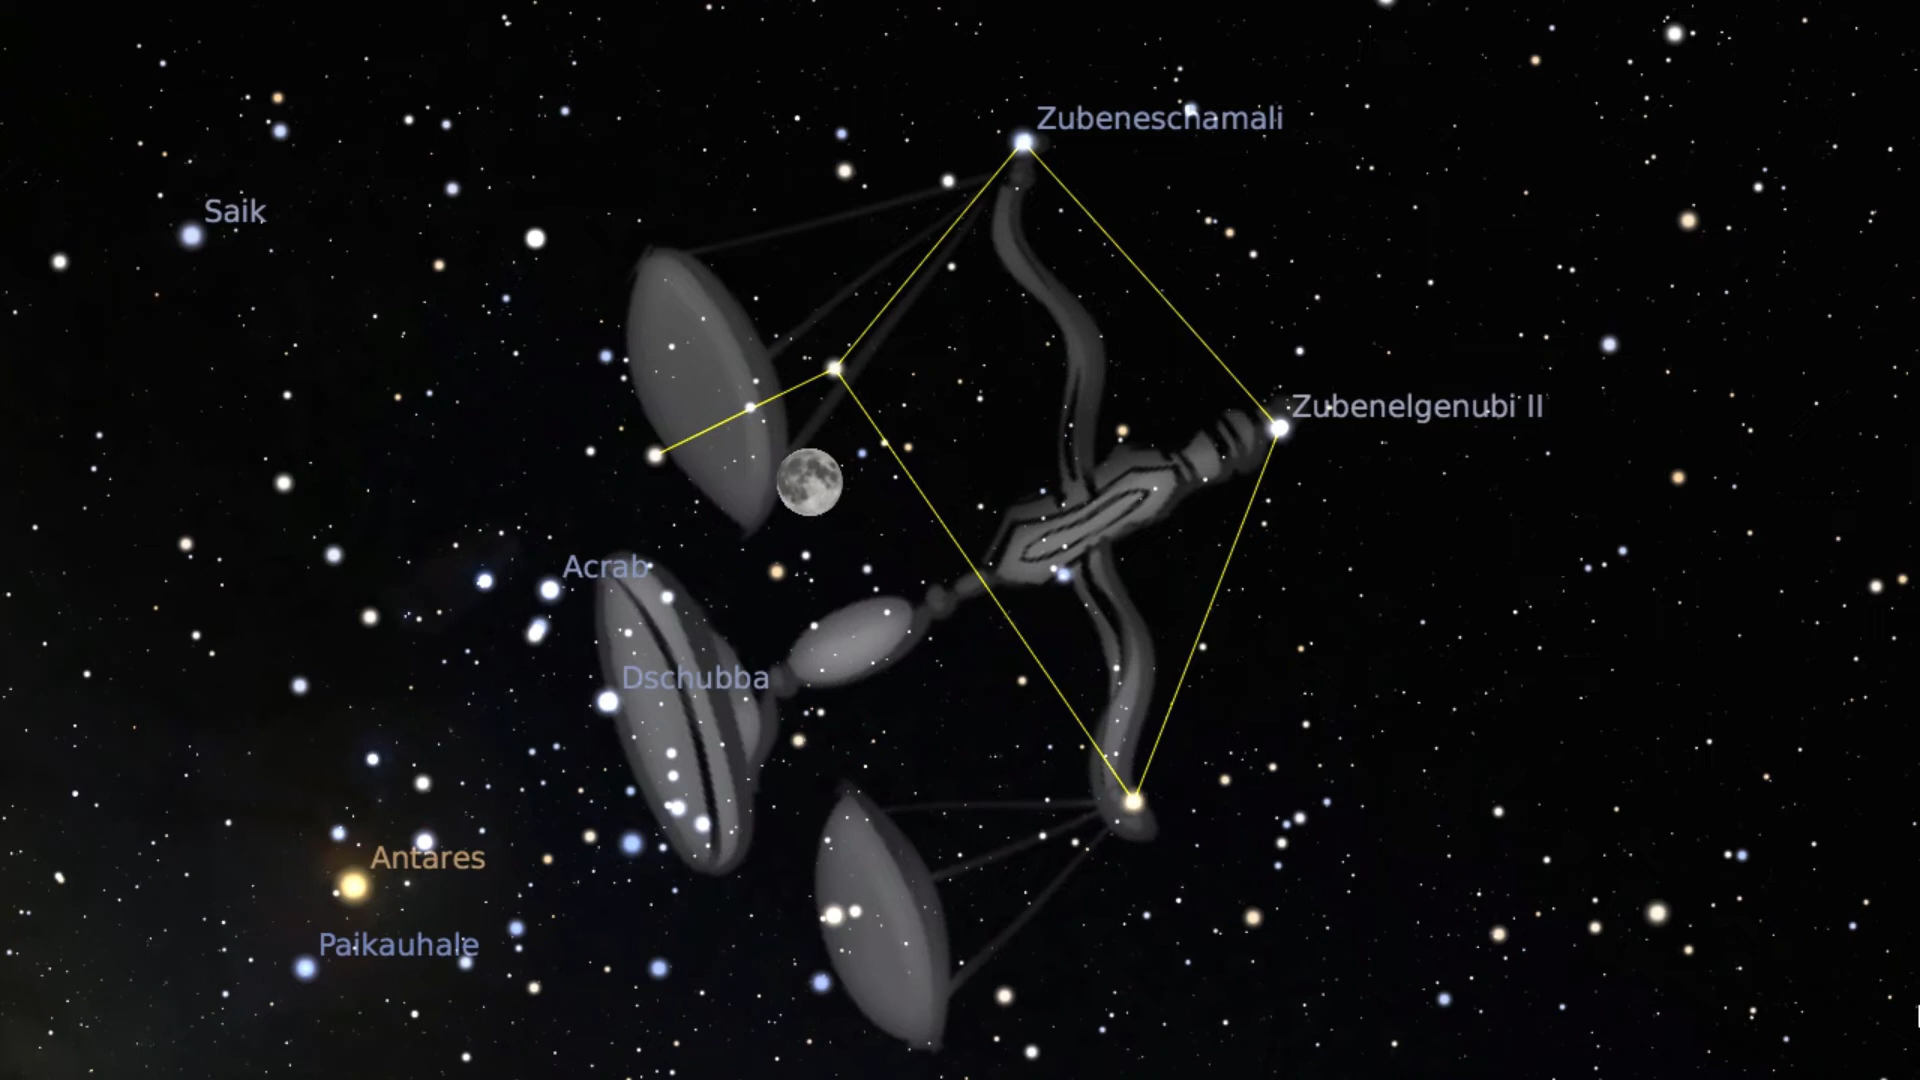 Zubeneschamali
Saik
Zubenelgenubi II
Acrab
Dschubba
Antares
Paikauhale